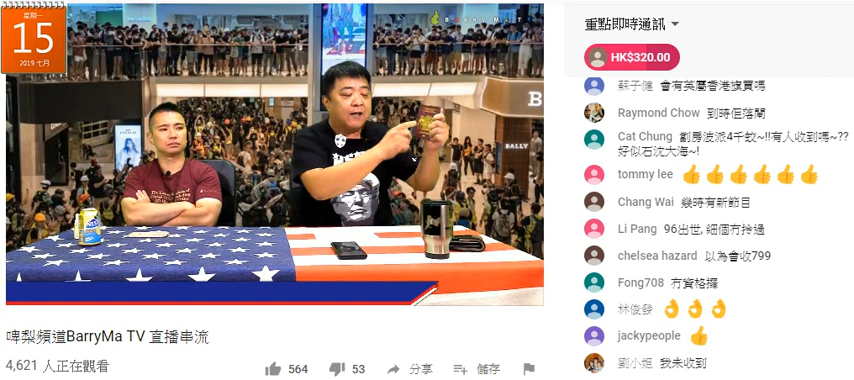 星期一
15
2019 七月
BARRYMATV
B
BALLY
啤梨頻道BarryMa TV 直播串流
4,621 人正在觀看
564
53
分享
儲存
重點即時通訊
HK$320.00
蘇子健 會有英屬香港旗買嗎
Raymond Chow 到時佢落閘
Cat Chung 劉房波派4千蚊~!!有人收到嗎~??
好似石沈大海~!
tommy lee 👍👍👍👍👍👍
Chang Wai 幾時有新節目
Li Pang 96出世, 細個冇拎過
chelsea hazard 以為會收799
Fong708 冇資格攞
林俊發 👌👌👌
jackypeople 👍
劉小姐 我未收到